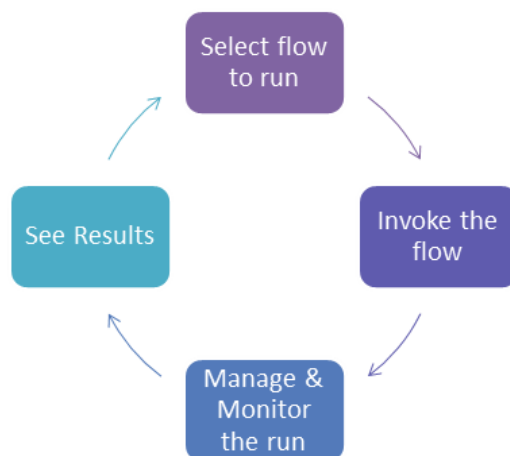 Select flow
to run
Invoke the
flow
Manage &
Monitor
the run
See Results